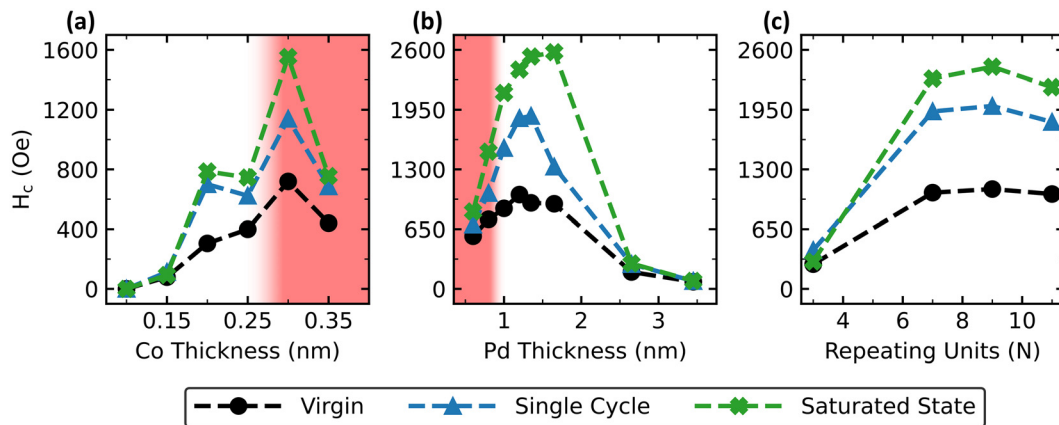 (a)
(b)
(c)
1600
1200
800
400
0
H_c (Oe)
0.15
0.25
0.35
Co Thickness (nm)
2600
1950
1300
650
0
1
2
3
Pd Thickness (nm)
2600
1950
1300
650
0
4
6
8
10
Repeating Units (N)
Virgin
Single Cycle
Saturated State